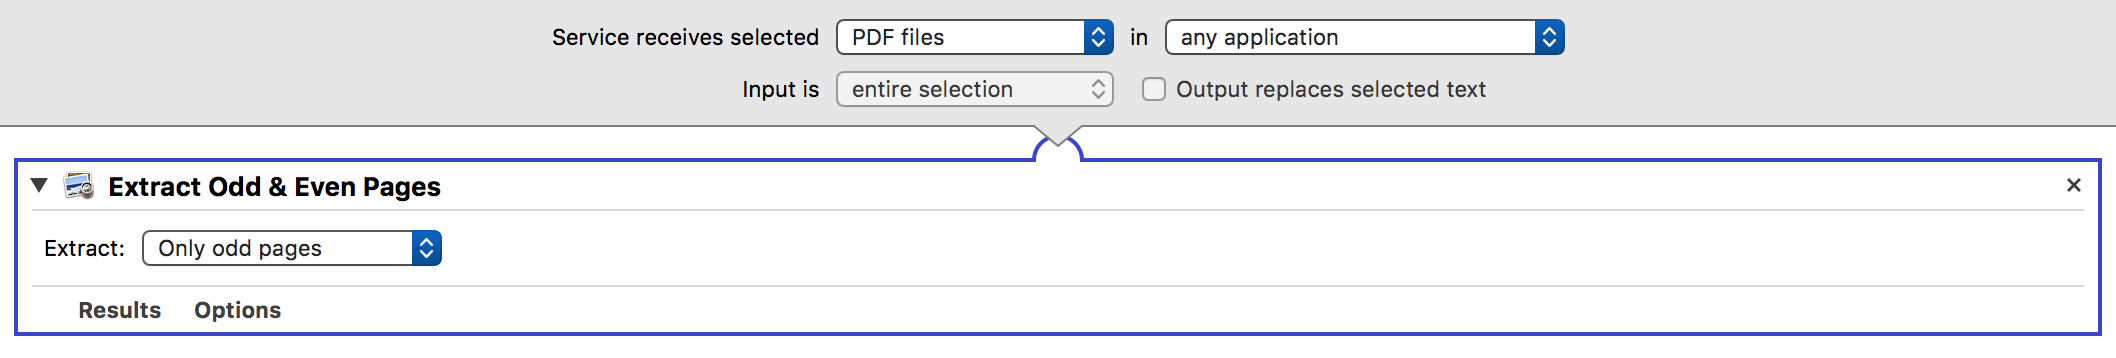 Service receives selected PDF files in any application
Input is entire selection Output replaces selected text
Extract Odd & Even Pages
Extract: Only odd pages
Results Options